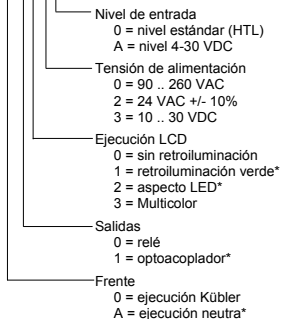 Nivel de entrada
0 = nivel estándar (HTL)
A = nivel 4-30 VDC
Tensión de alimentación
0 = 90 .. 260 VAC
2 = 24 VAC +/- 10%
3 = 10 .. 30 VDC
Ejecución LCD
0 = sin retroiluminación
1 = retroiluminación verde*
2 = aspecto LED*
3 = Multicolor
Salidas
0 = relé
1 = optoacoplador*
Frente
0 = ejecución Kübler
A = ejecución neutra*